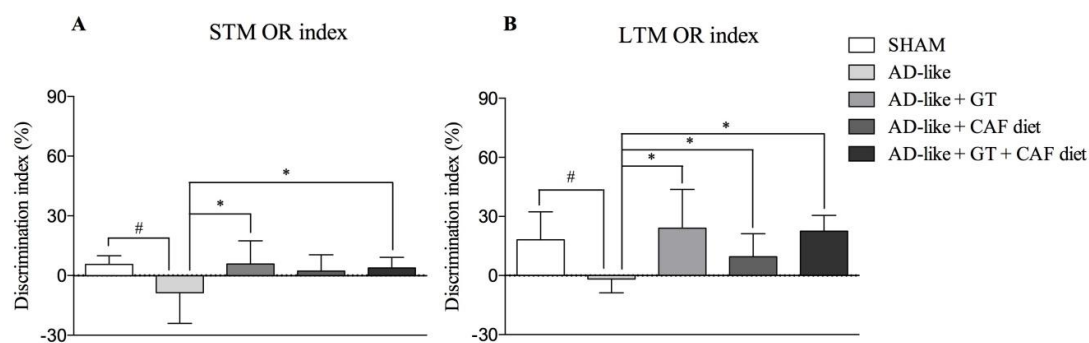 A
STM OR index
Discrimination index (%)
90
60
30
0
-30
#
*
*
B
LTM OR index
Discrimination index (%)
90
60
30
0
-30
#
*
*
*
SHAM
AD-like
AD-like + GT
AD-like + CAF diet
AD-like + GT + CAF diet